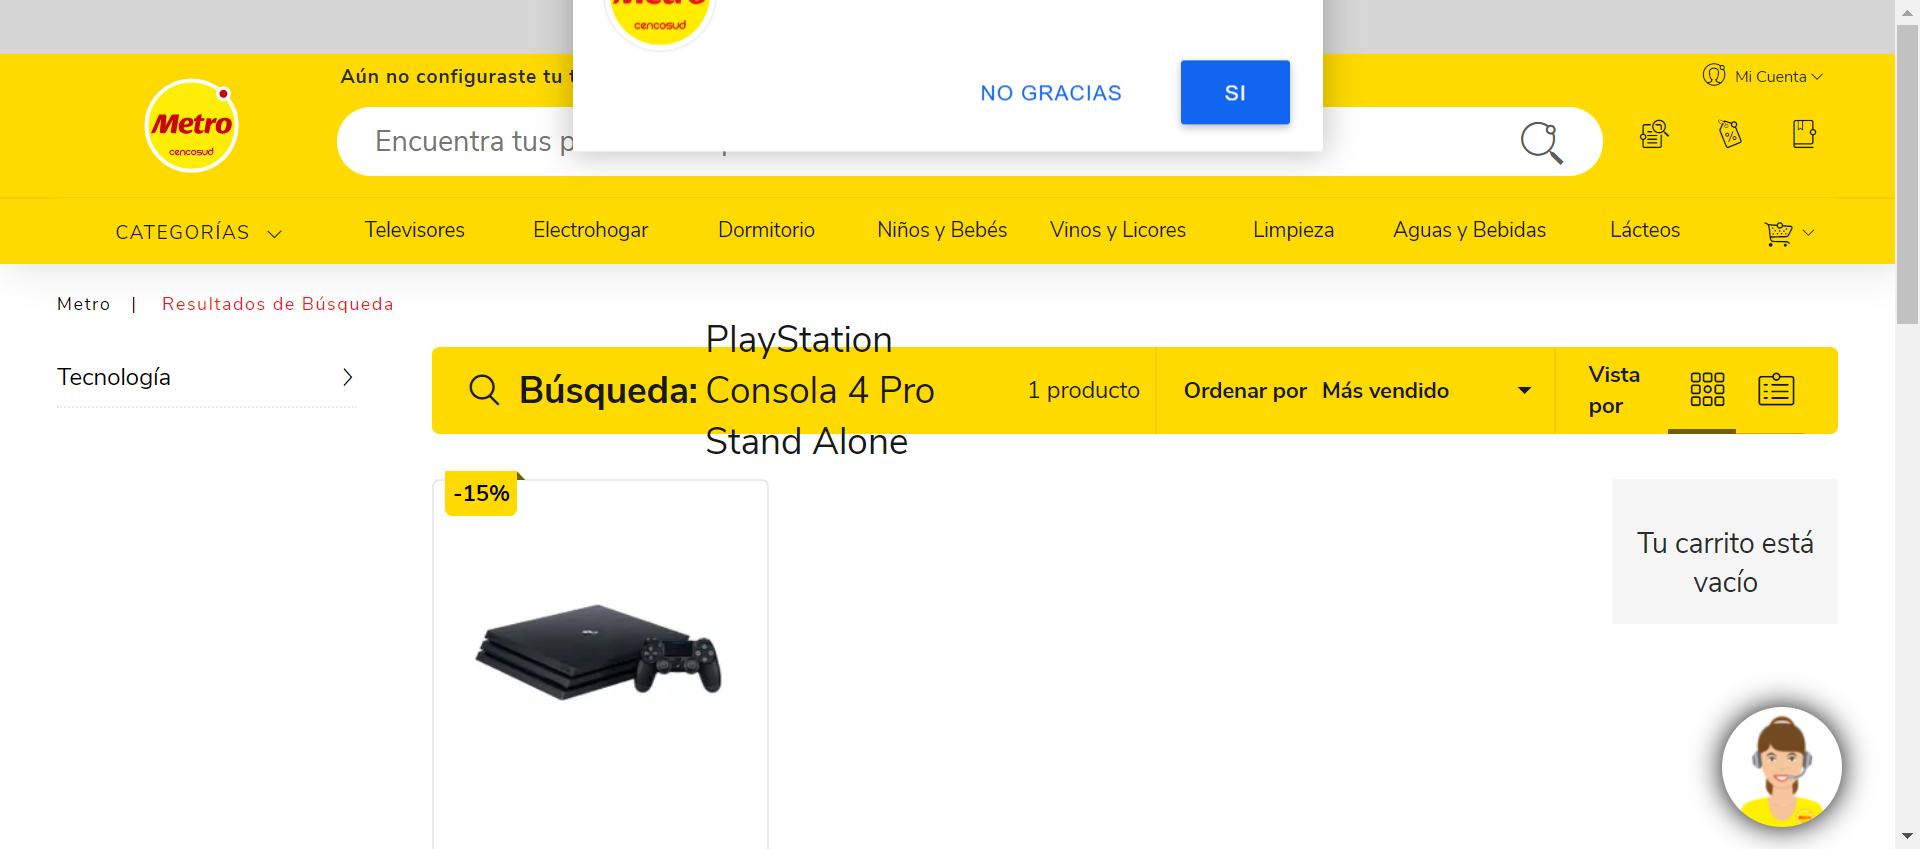 cencosud
NO GRACIAS
SI
Aún no configuraste tu t
Mi Cuenta
Metro
cencosud
Encuentra tus p
CATEGORÍAS
Televisores
Electrohogar
Dormitorio
Niños y Bebés
Vinos y Licores
Limpieza
Aguas y Bebidas
Lácteos
Metro | Resultados de Búsqueda
Tecnología
Búsqueda:
PlayStation
Consola 4 Pro
Stand Alone
1 producto
Ordenar por Más vendido
Vista
por
-15%
Tu carrito está
vacío